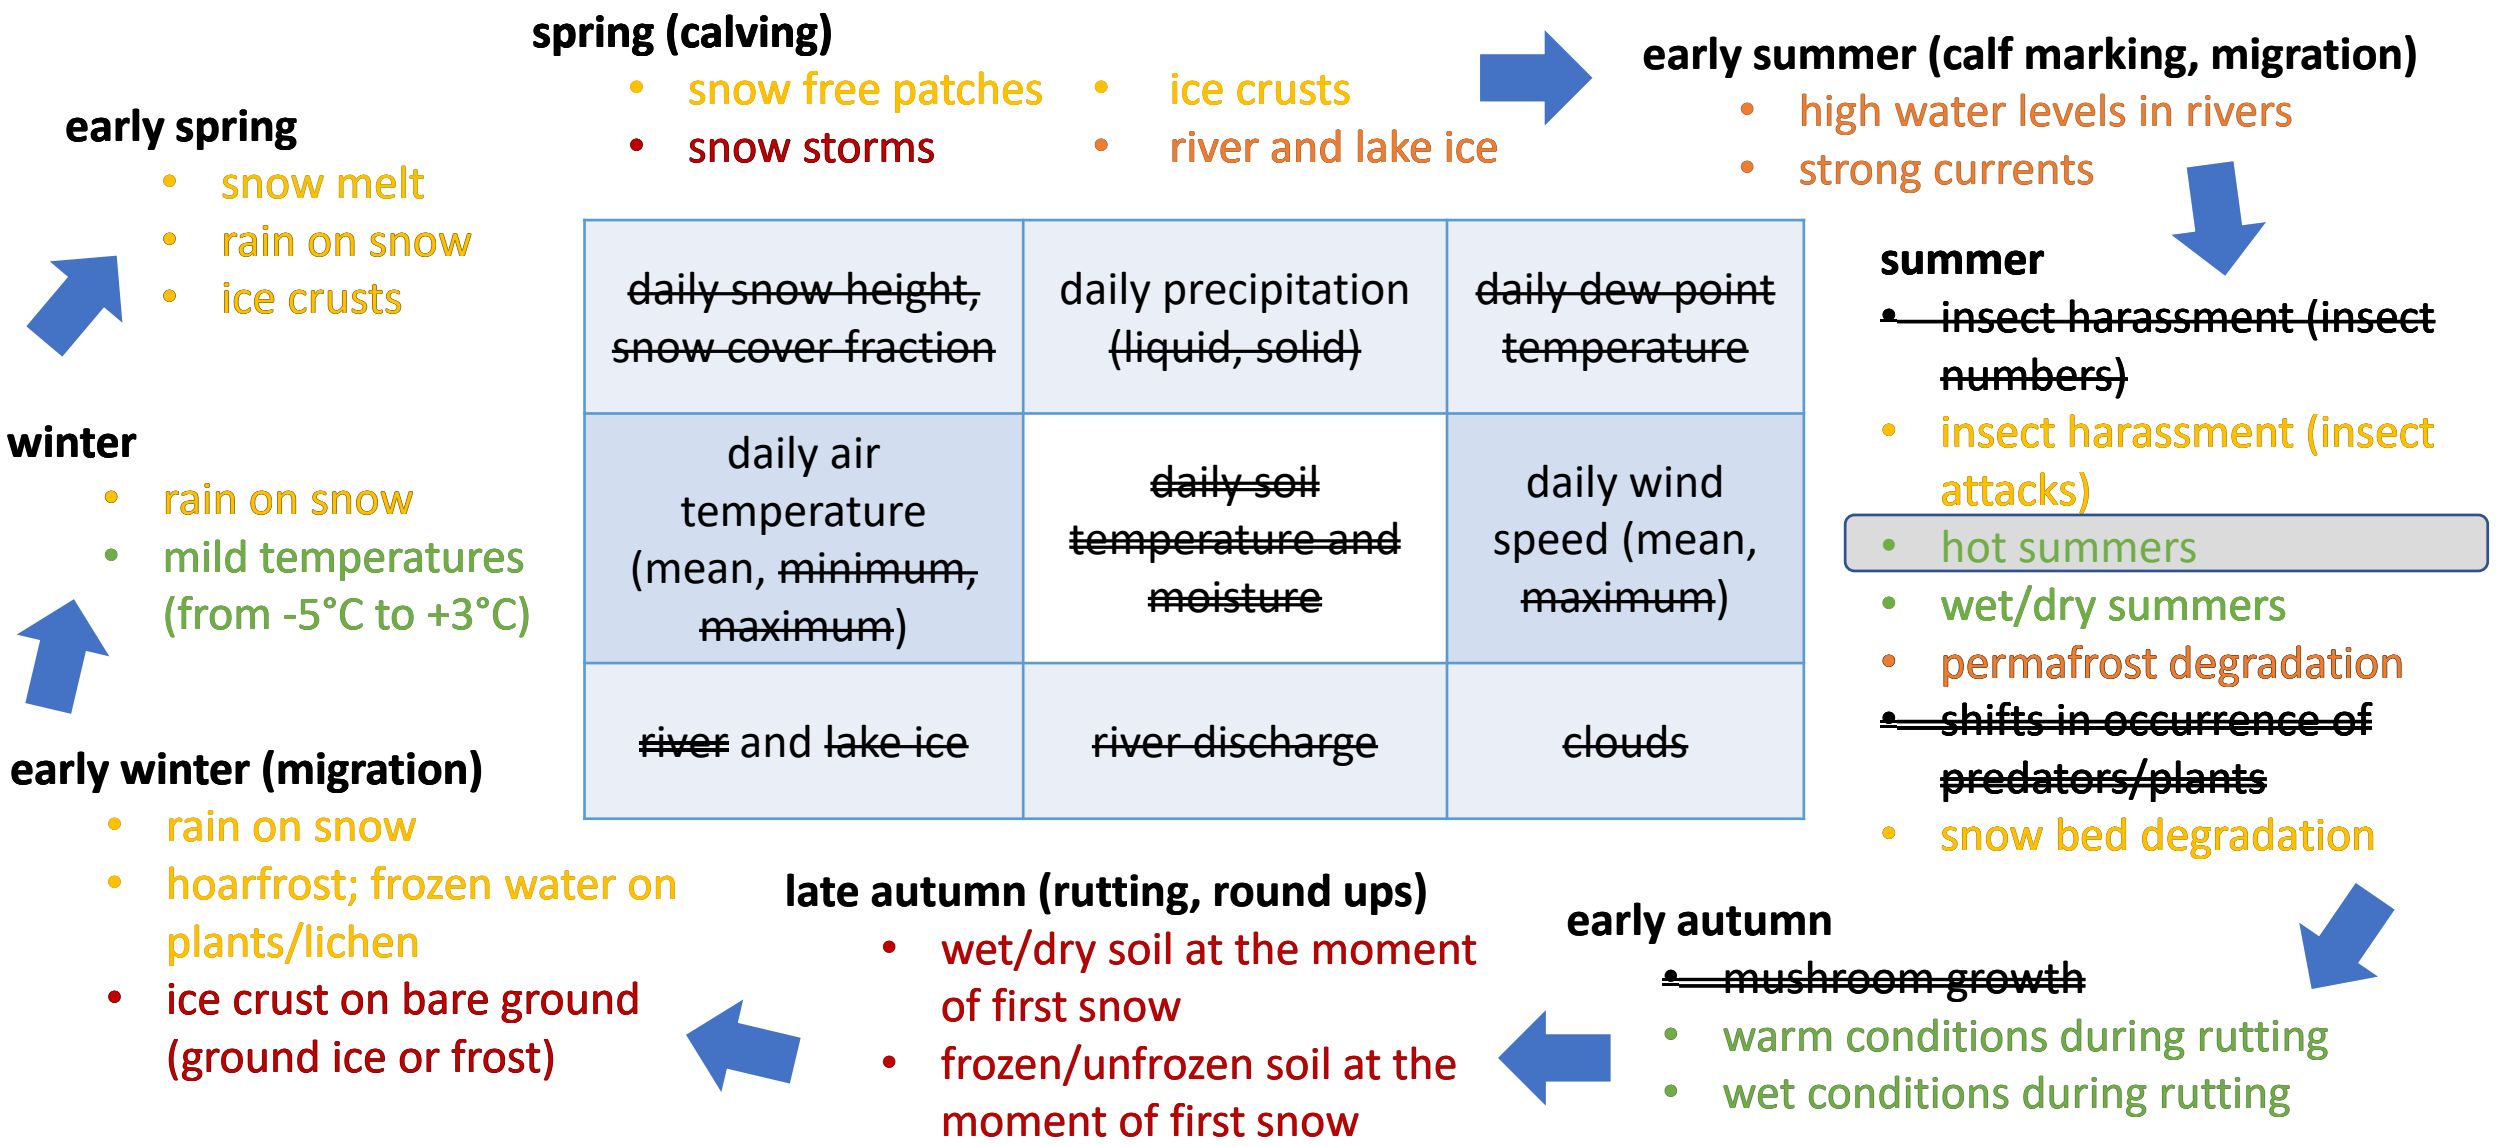 spring (calving)
• snow free patches
• snow storms
• ice crusts
• river and lake ice
early summer (calf marking, migration)
• high water levels in rivers
• strong currents
early spring
• snow melt
• rain on snow
• ice crusts
daily snow height,
snow cover fraction
daily precipitation
(liquid, solid)
daily dew point
temperature
daily air
temperature
(mean, minimum,
maximum)
daily soil
temperature and
moisture
daily wind
speed (mean,
maximum)
river and lake ice
river discharge
clouds
summer
• insect harassment (insect
numbers)
• insect harassment (insect
attacks)
• hot summers
• wet/dry summers
• permafrost degradation
• shifts in occurrence of
predators/plants
• snow bed degradation
winter
• rain on snow
• mild temperatures
(from -5°C to +3°C)
early winter (migration)
• rain on snow
• hoarfrost; frozen water on
plants/lichen
• ice crust on bare ground
(ground ice or frost)
late autumn (rutting, round ups)
• wet/dry soil at the moment
of first snow
• frozen/unfrozen soil at the
moment of first snow
early autumn
• mushroom growth
• warm conditions during rutting
• wet conditions during rutting